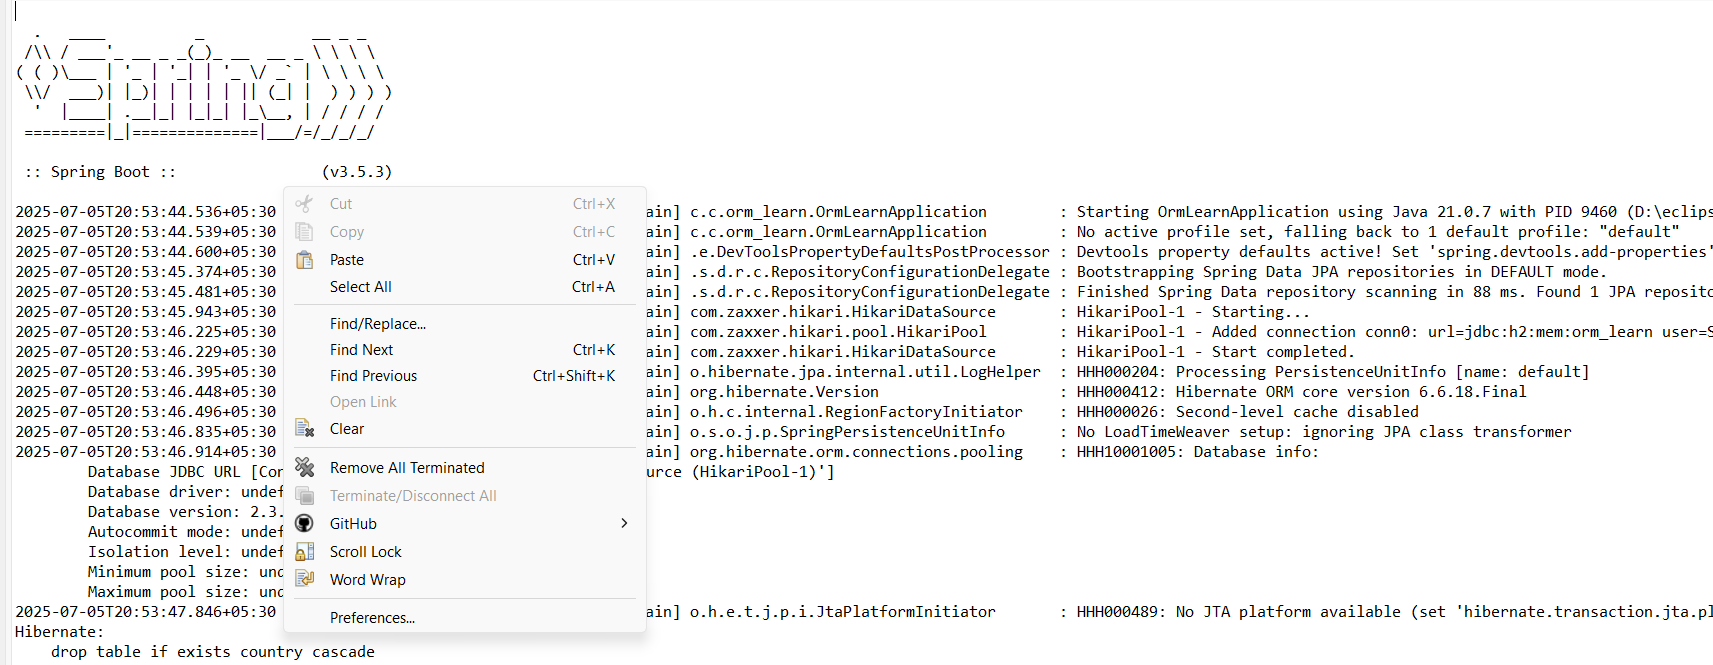 .   ____          _            __ _ _
 /\\ / ___'_ __ _ _(_)_ __  __ _ \ \ \ \
( ( )\___ | '_ | '_| | '_ \/ _` | \ \ \ \
 \\/  ___)| |_)| | | | | || (_| |  ) ) ) )
  '  |____| .__|_| |_|_| |_\__, | / / / /
 =========|_|==============|___/=/_/_/_/
 :: Spring Boot ::                (v3.5.3)
2025-07-05T20:53:44.536+05:30 ain] c.c.orm_learn.OrmLearnApplication : Starting OrmLearnApplication using Java 21.0.7 with PID 9460 (D:\eclips
2025-07-05T20:53:44.539+05:30 ain] c.c.orm_learn.OrmLearnApplication : No active profile set, falling back to 1 default profile: "default"
2025-07-05T20:53:44.600+05:30 ain] .e.DevToolsPropertyDefaultsPostProcessor : Devtools property defaults active! Set 'spring.devtools.add-properties'
2025-07-05T20:53:45.374+05:30 ain] .s.d.r.c.RepositoryConfigurationDelegate : Bootstrapping Spring Data JPA repositories in DEFAULT mode.
2025-07-05T20:53:45.481+05:30 ain] .s.d.r.c.RepositoryConfigurationDelegate : Finished Spring Data repository scanning in 88 ms. Found 1 JPA reposito
2025-07-05T20:53:45.943+05:30 ain] com.zaxxer.hikari.HikariDataSource : HikariPool-1 - Starting...
2025-07-05T20:53:46.225+05:30 ain] com.zaxxer.hikari.pool.HikariPool : HikariPool-1 - Added connection conn0: url=jdbc:h2:mem:orm_learn user=S
2025-07-05T20:53:46.229+05:30 ain] com.zaxxer.hikari.HikariDataSource : HikariPool-1 - Start completed.
2025-07-05T20:53:46.395+05:30 ain] o.hibernate.jpa.internal.util.LogHelper : HHH000204: Processing PersistenceUnitInfo [name: default]
2025-07-05T20:53:46.448+05:30 ain] org.hibernate.Version : HHH000412: Hibernate ORM core version 6.6.18.Final
2025-07-05T20:53:46.496+05:30 ain] o.h.c.internal.RegionFactoryInitiator : HHH000026: Second-level cache disabled
2025-07-05T20:53:46.835+05:30 ain] o.s.o.j.p.SpringPersistenceUnitInfo : No LoadTimeWeaver setup: ignoring JPA class transformer
2025-07-05T20:53:46.914+05:30 ain] org.hibernate.orm.connections.pooling : HHH10001005: Database info:
Database JDBC URL [Con urce (HikariPool-1)']
Database driver: undef
Database version: 2.3.
Autocommit mode: undef
Isolation level: undef
Minimum pool size: und
Maximum pool size: und
2025-07-05T20:53:47.846+05:30 ain] o.h.e.t.j.p.i.JtaPlatformInitiator : HHH000489: No JTA platform available (set 'hibernate.transaction.jta.pl
Hibernate:
drop table if exists country cascade
Cut Ctrl+X
Copy Ctrl+C
Paste Ctrl+V
Select All Ctrl+A
Find/Replace...
Find Next Ctrl+K
Find Previous Ctrl+Shift+K
Open Link
Clear
Remove All Terminated
Terminate/Disconnect All
GitHub
Scroll Lock
Word Wrap
Preferences...